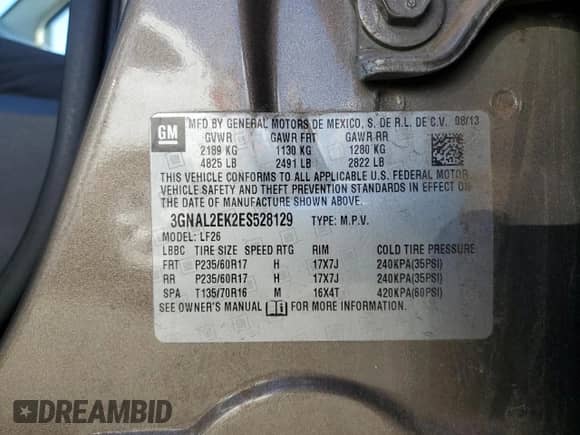 GM
MFD BY GENERAL MOTORS DE MEXICO, S. DE R.L. DE C.V. 08/13
GVWR GAWR FRT GAWR RR
2189 KG 1130 KG 1280 KG
4825 LB 2491 LB 2822 LB
THIS VEHICLE CONFORMS TO ALL APPLICABLE U.S. FEDERAL MOTOR
VEHICLE SAFETY AND THEFT PREVENTION STANDARDS IN EFFECT ON
THE DATE OF MANUFACTURE SHOWN ABOVE.
3GNAL2EK2ES528129 TYPE: M.P.V.
MODEL: LF26
LBBC TIRE SIZE SPEED RTG RIM COLD TIRE PRESSURE
FRT P235/60R17 H 17X7J 240KPA(35PSI)
RR P235/60R17 H 17X7J 240KPA(35PSI)
SPA T135/70R16 M 16X4T 420KPA(60PSI)
SEE OWNER'S MANUAL FOR MORE INFORMATION.
DREAMBID